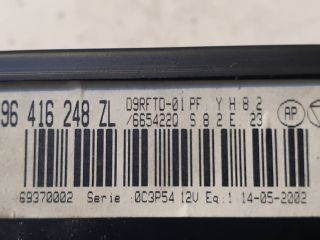 96 416 248 ZL
D9RFTD-01 PF. Y H 8 2
/6654220 S 8 2 E. 23
AP
69370002 Serie :0C3P54 12V Eq.1 14-05-2002